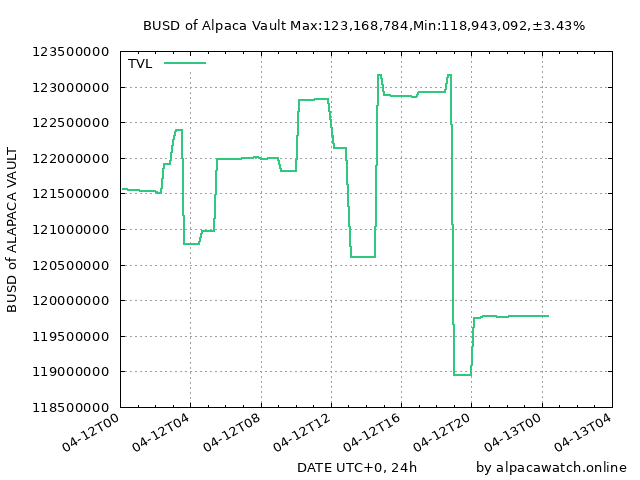 BUSD of Alpaca Vault Max:123,168,784,Min:118,943,092,±3.43%
TVL
123500000
123000000
122500000
122000000
121500000
121000000
120500000
120000000
119500000
119000000
118500000
BUSD of ALAPACA VAULT
04-12T00
04-12T04
04-12T08
04-12T12
04-12T16
04-12T20
04-13T00
04-13T04
DATE UTC+0, 24h
by alpacawatch.online